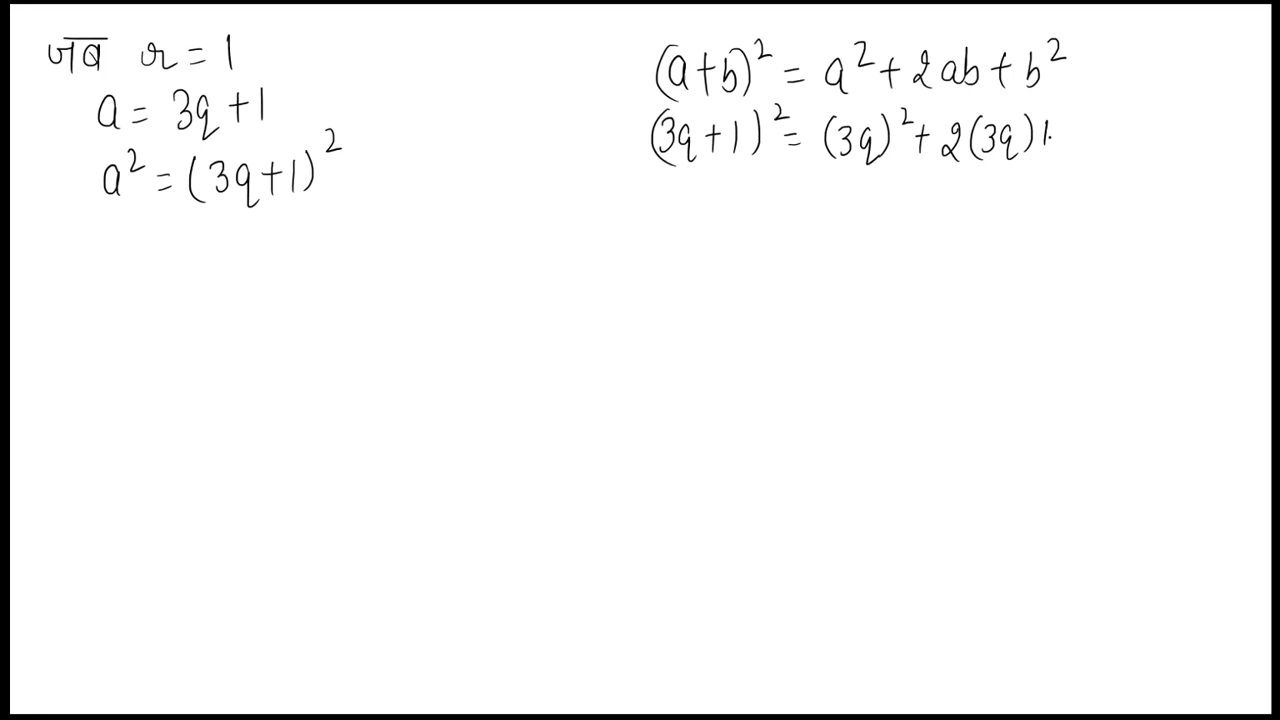 जब r = 1
a = 3q + 1
a² = (3q+1)²
(a+b)² = a² + 2ab + b²
(3q+1)² = (3q)² + 2(3q)1